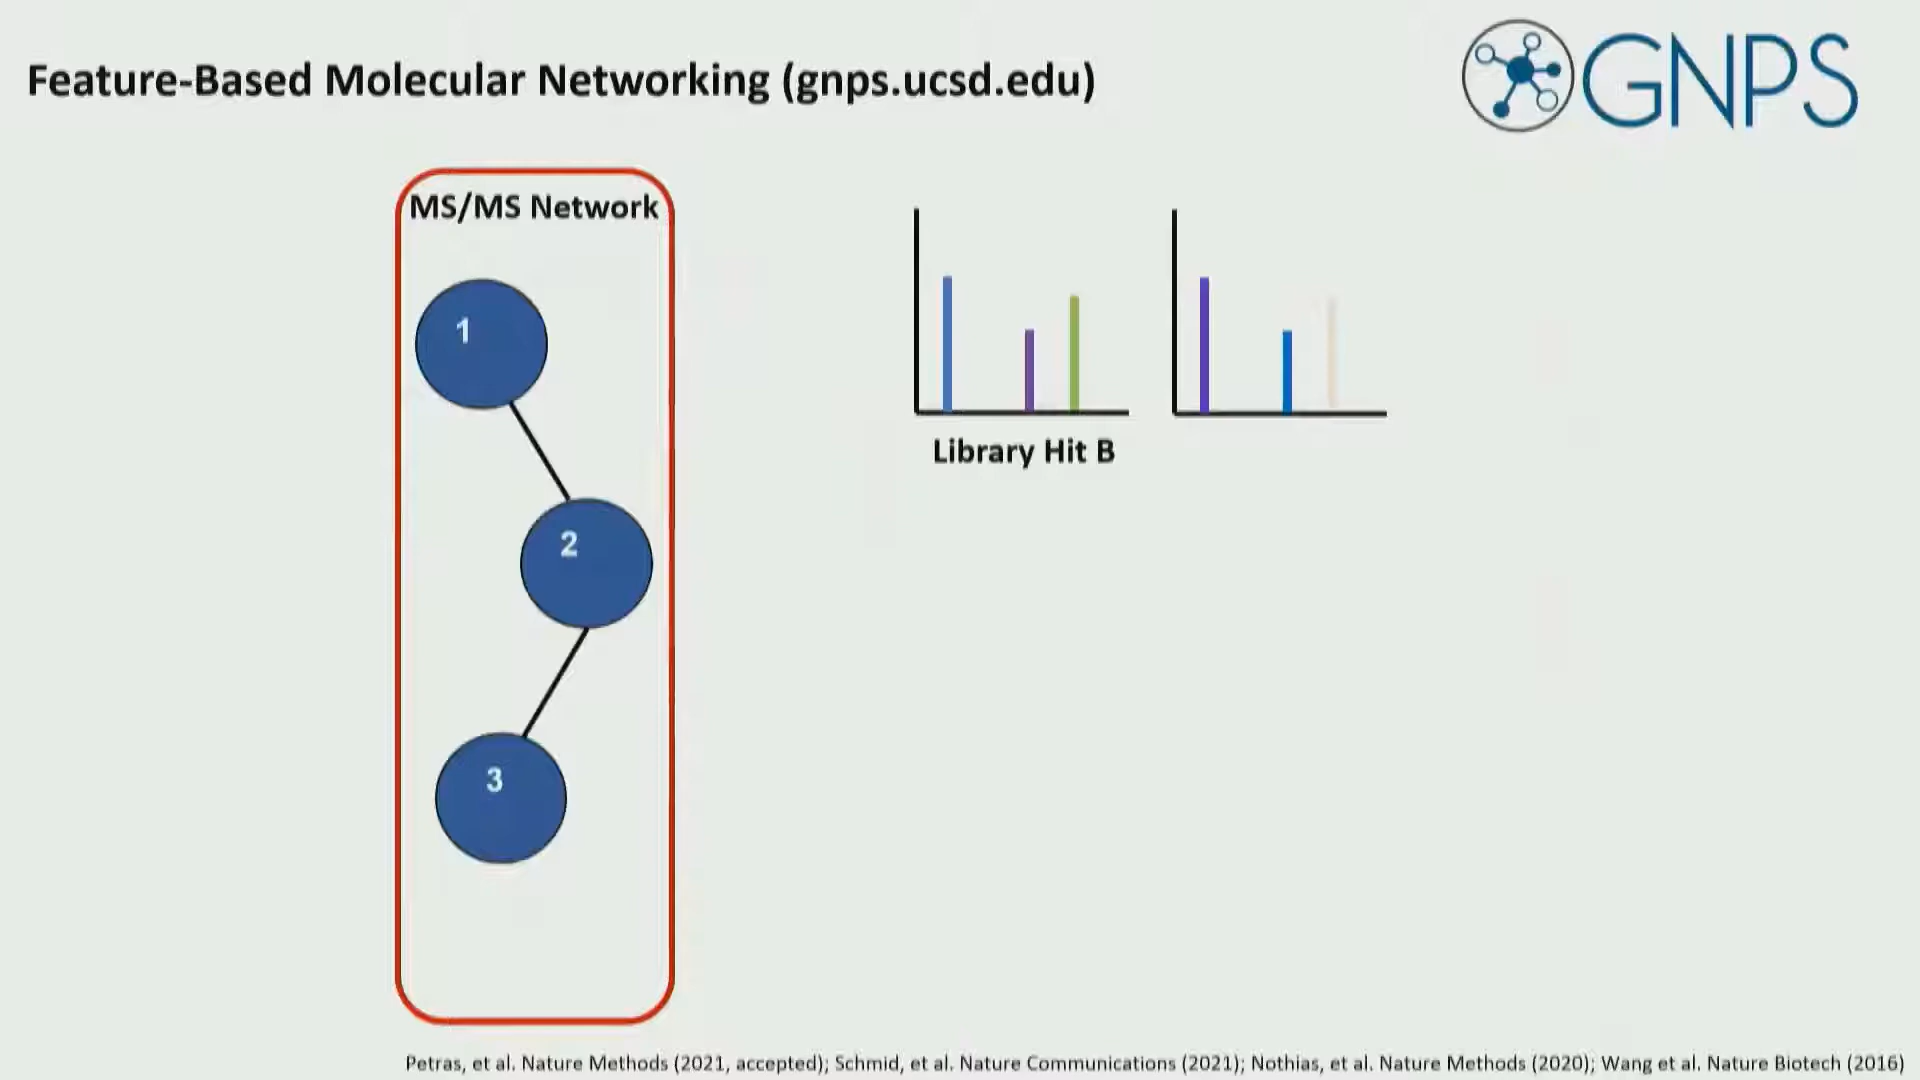 Feature-Based Molecular Networking (gnps.ucsd.edu)
GNPS
MS/MS Network
1
2
3
Library Hit B
Petras, et al. Nature Methods (2021, accepted); Schmid, et al. Nature Communications (2021); Nothias, et al. Nature Methods (2020); Wang et al. Nature Biotech (2016)